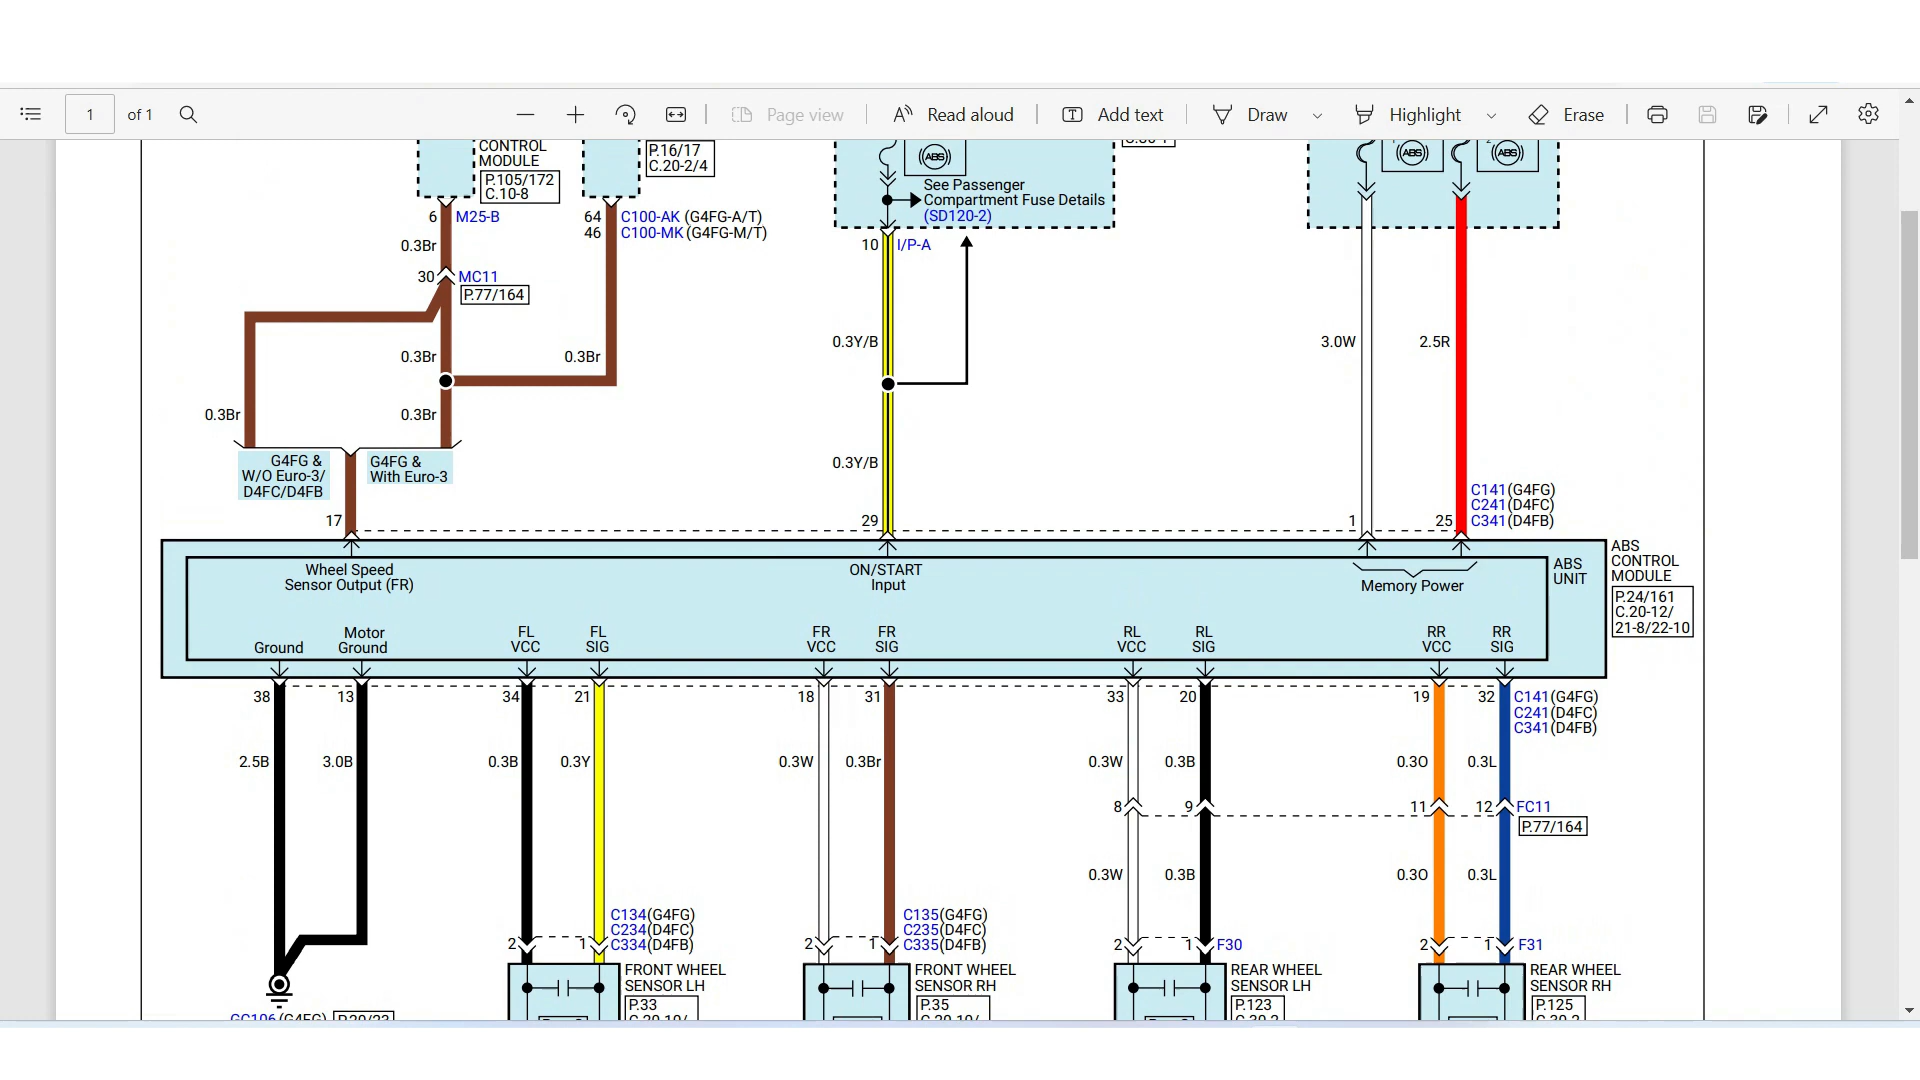 1
of 1
Page view
Read aloud
Add text
Draw
Highlight
Erase
CONTROL
MODULE
P.105/172
C.10-8
P.16/17
C.20-2/4
ABS
See Passenger
Compartment Fuse Details
(SD120-2)
ABS
ABS
6 M25-B
64 C100-AK (G4FG-A/T)
46 C100-MK (G4FG-M/T)
10 I/P-A
0.3Br
30 MC11
P.77/164
0.3Br
0.3Br
0.3Y/B
3.0W
2.5R
0.3Br
0.3Br
0.3Y/B
G4FG &
W/O Euro-3/
D4FC/D4FB
G4FG &
With Euro-3
17
29
1
25
C141(G4FG)
C241(D4FC)
C341(D4FB)
Wheel Speed
Sensor Output (FR)
ON/START
Input
Memory Power
ABS
UNIT
ABS
CONTROL
MODULE
P.24/161
C.20-12/
21-8/22-10
Ground
Motor
Ground
FL
VCC
FL
SIG
FR
VCC
FR
SIG
RL
VCC
RL
SIG
RR
VCC
RR
SIG
38
13
34
21
18
31
33
20
19
32
C141(G4FG)
C241(D4FC)
C341(D4FB)
2.5B
3.0B
0.3B
0.3Y
0.3W
0.3Br
0.3W
0.3B
0.3O
0.3L
8
9
11
12
FC11
P.77/164
0.3W
0.3B
0.3O
0.3L
C134(G4FG)
C234(D4FC)
C334(D4FB)
C135(G4FG)
C235(D4FC)
C335(D4FB)
2
1
2
1
2
1 F30
2
1 F31
FRONT WHEEL
SENSOR LH
P.33
FRONT WHEEL
SENSOR RH
P.35
REAR WHEEL
SENSOR LH
P.123
REAR WHEEL
SENSOR RH
P.125